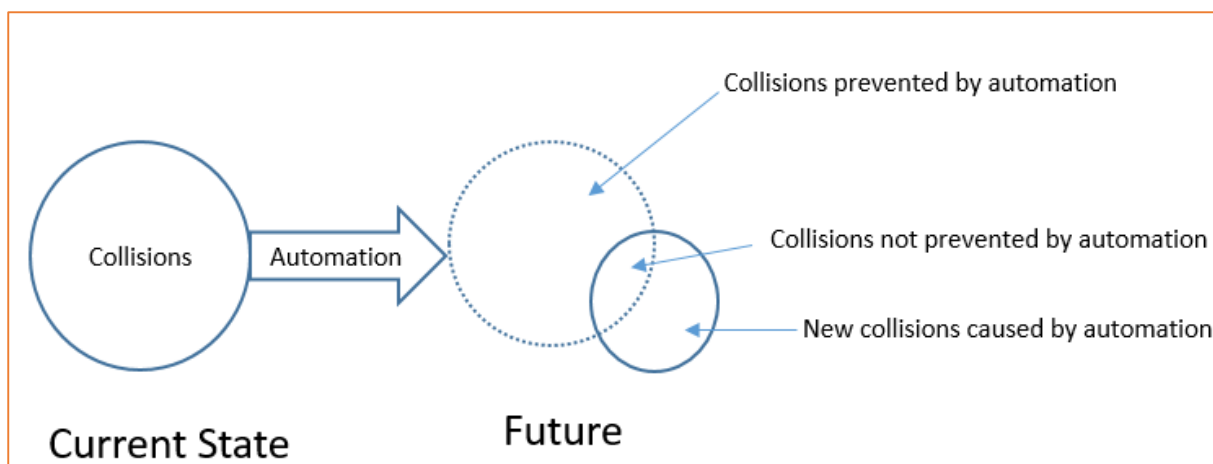 Collisions prevented by automation
Collisions
Automation
Collisions not prevented by automation
New collisions caused by automation
Current State
Future